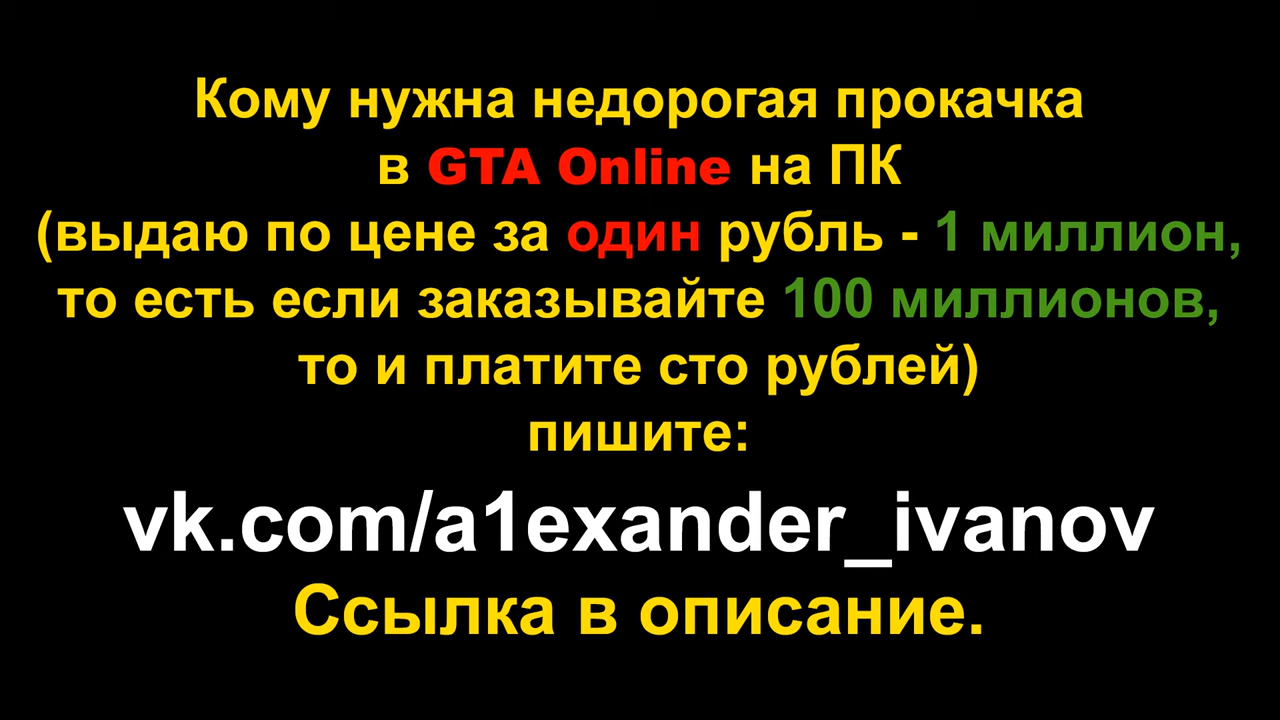 Кому нужна недорогая прокачка
в GTA Online на ПК
(выдаю по цене за один рубль - 1 миллион,
то есть если заказывайте 100 миллионов,
то и платите сто рублей)
пишите:
vk.com/a1exander_ivanov
Ссылка в описание.